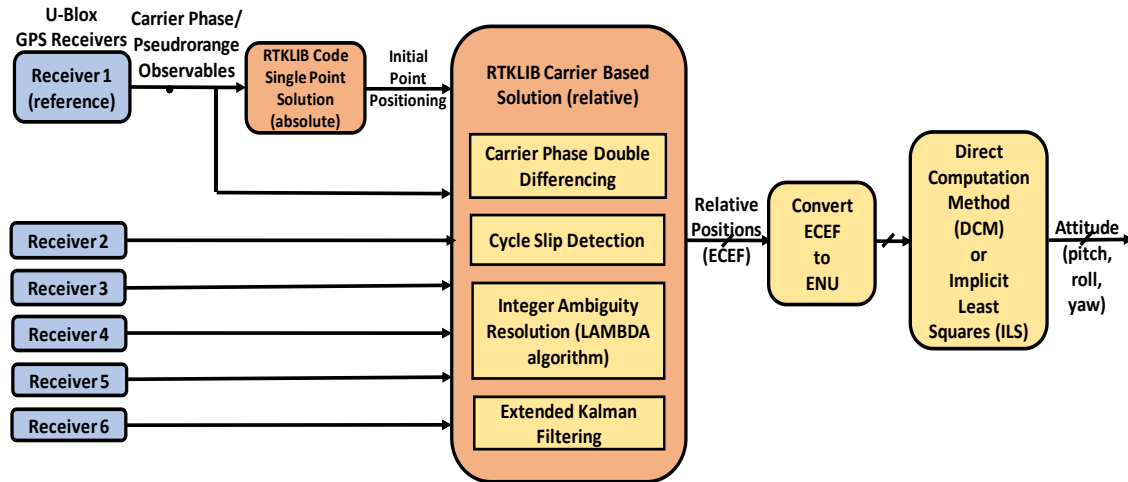 U-Blox
GPS Receivers
Receiver 1
(reference)
Carrier Phase/
Pseudrorange
Observables
RTKLIB Code
Single Point
Solution
(absolute)
Initial
Point
Positioning
RTKLIB Carrier Based
Solution (relative)
Carrier Phase Double
Differencing
Cycle Slip Detection
Integer Ambiguity
Resolution (LAMBDA
algorithm)
Extended Kalman
Filtering
Receiver 2
Receiver 3
Receiver 4
Receiver 5
Receiver 6
Relative
Positions
(ECEF)
Convert
ECEF
to
ENU
Direct
Computation
Method
(DCM)
or
Implicit
Least
Squares (ILS)
Attitude
(pitch,
roll,
yaw)